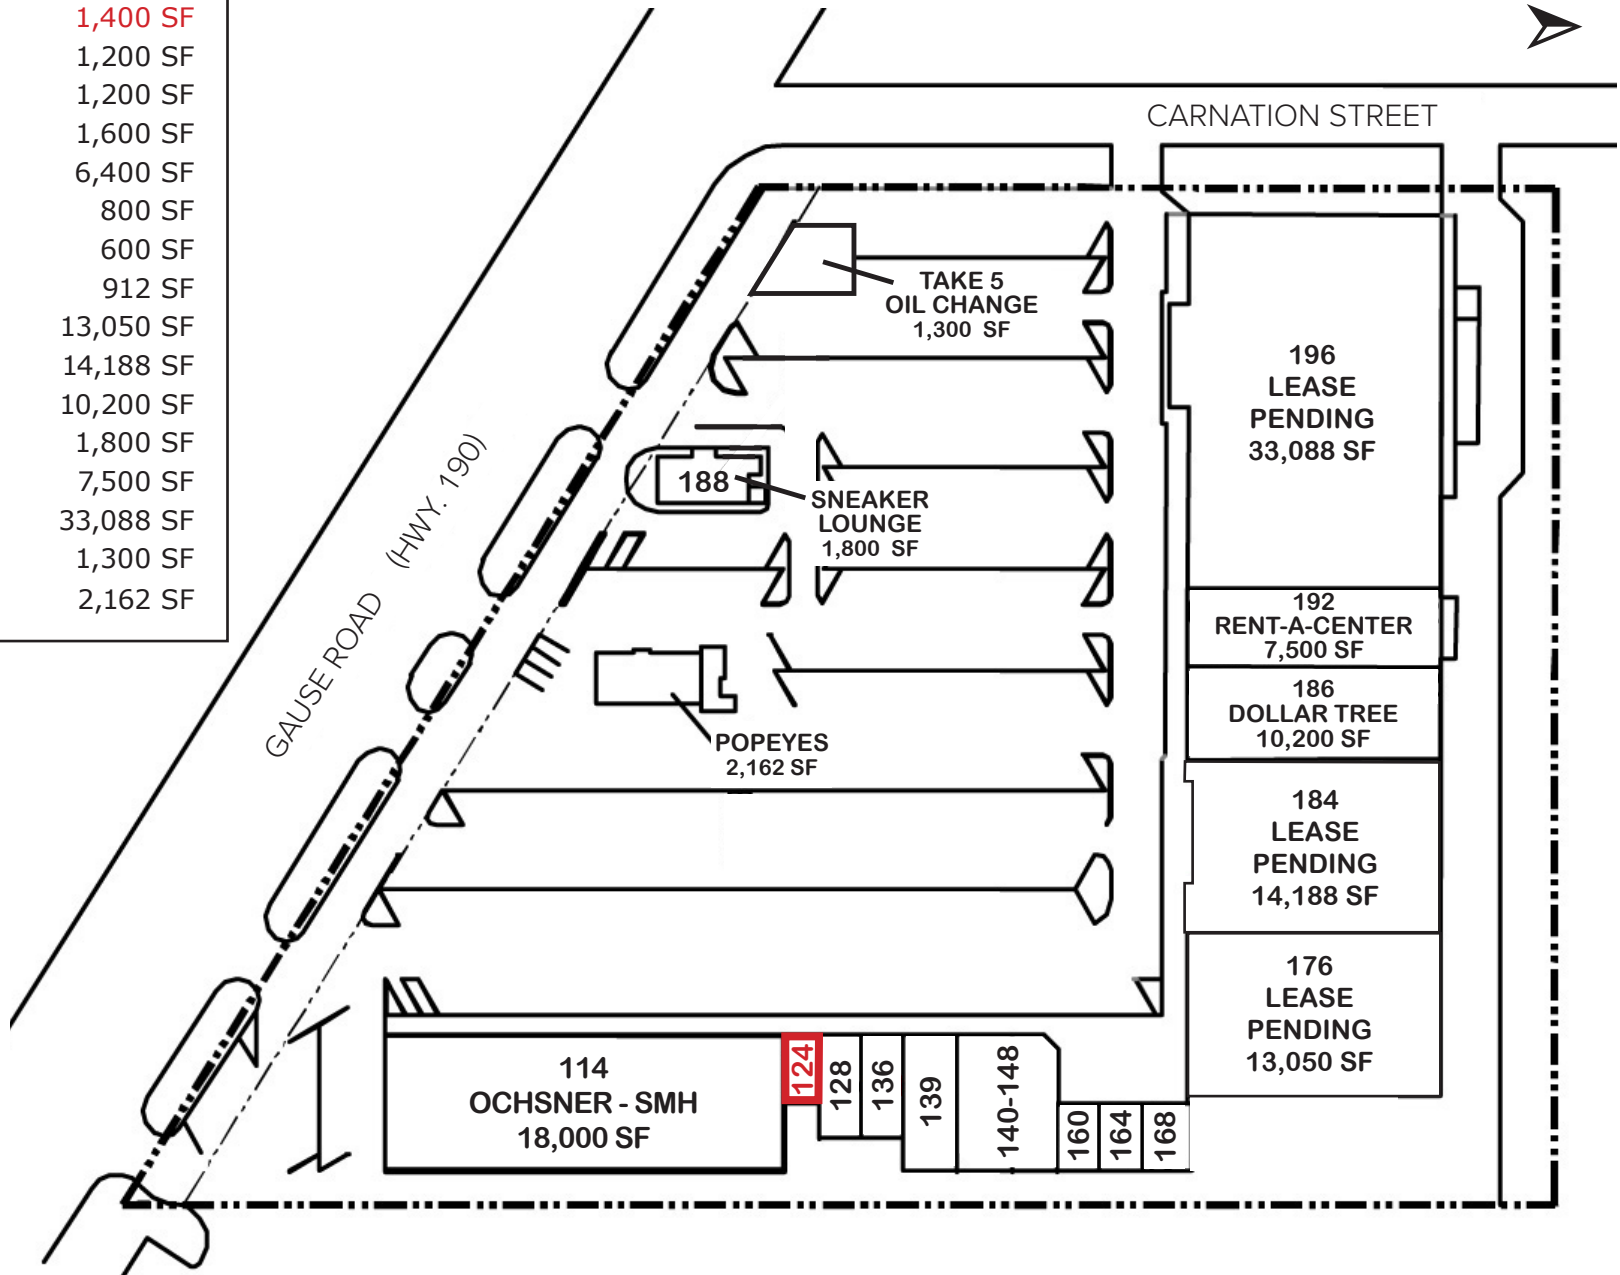 1,400 SF
1,200 SF
1,200 SF
1,600 SF
6,400 SF
800 SF
600 SF
912 SF
13,050 SF
14,188 SF
10,200 SF
1,800 SF
7,500 SF
33,088 SF
1,300 SF
2,162 SF
CARNATION STREET
GAUSE ROAD (HWY. 190)
TAKE 5
OIL CHANGE
1,300 SF
188
SNEAKER
LOUNGE
1,800 SF
POPEYES
2,162 SF
196
LEASE
PENDING
33,088 SF
192
RENT-A-CENTER
7,500 SF
186
DOLLAR TREE
10,200 SF
184
LEASE
PENDING
14,188 SF
176
LEASE
PENDING
13,050 SF
114
OCHSNER - SMH
18,000 SF
124
128
136
139
140-148
160
164
168